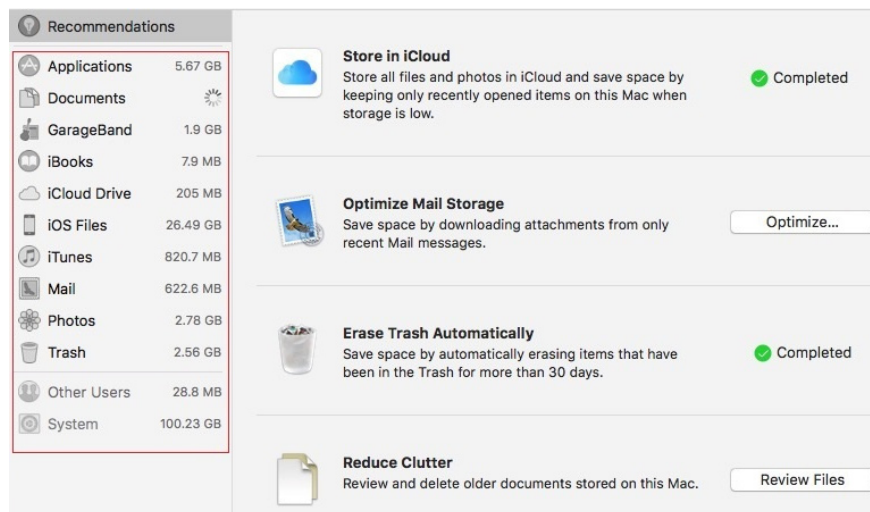 Recommendations
Applications 5.67 GB
Documents
GarageBand 1.9 GB
iBooks 7.9 MB
iCloud Drive 205 MB
iOS Files 26.49 GB
iTunes 820.7 MB
Mail 622.6 MB
Photos 2.78 GB
Trash 2.56 GB
Other Users 28.8 MB
System 100.23 GB
Store in iCloud
Store all files and photos in iCloud and save space by
keeping only recently opened items on this Mac when
storage is low.
Completed
Optimize Mail Storage
Save space by downloading attachments from only
recent Mail messages.
Optimize...
Erase Trash Automatically
Save space by automatically erasing items that have
been in the Trash for more than 30 days.
Completed
Reduce Clutter
Review and delete older documents stored on this Mac.
Review Files